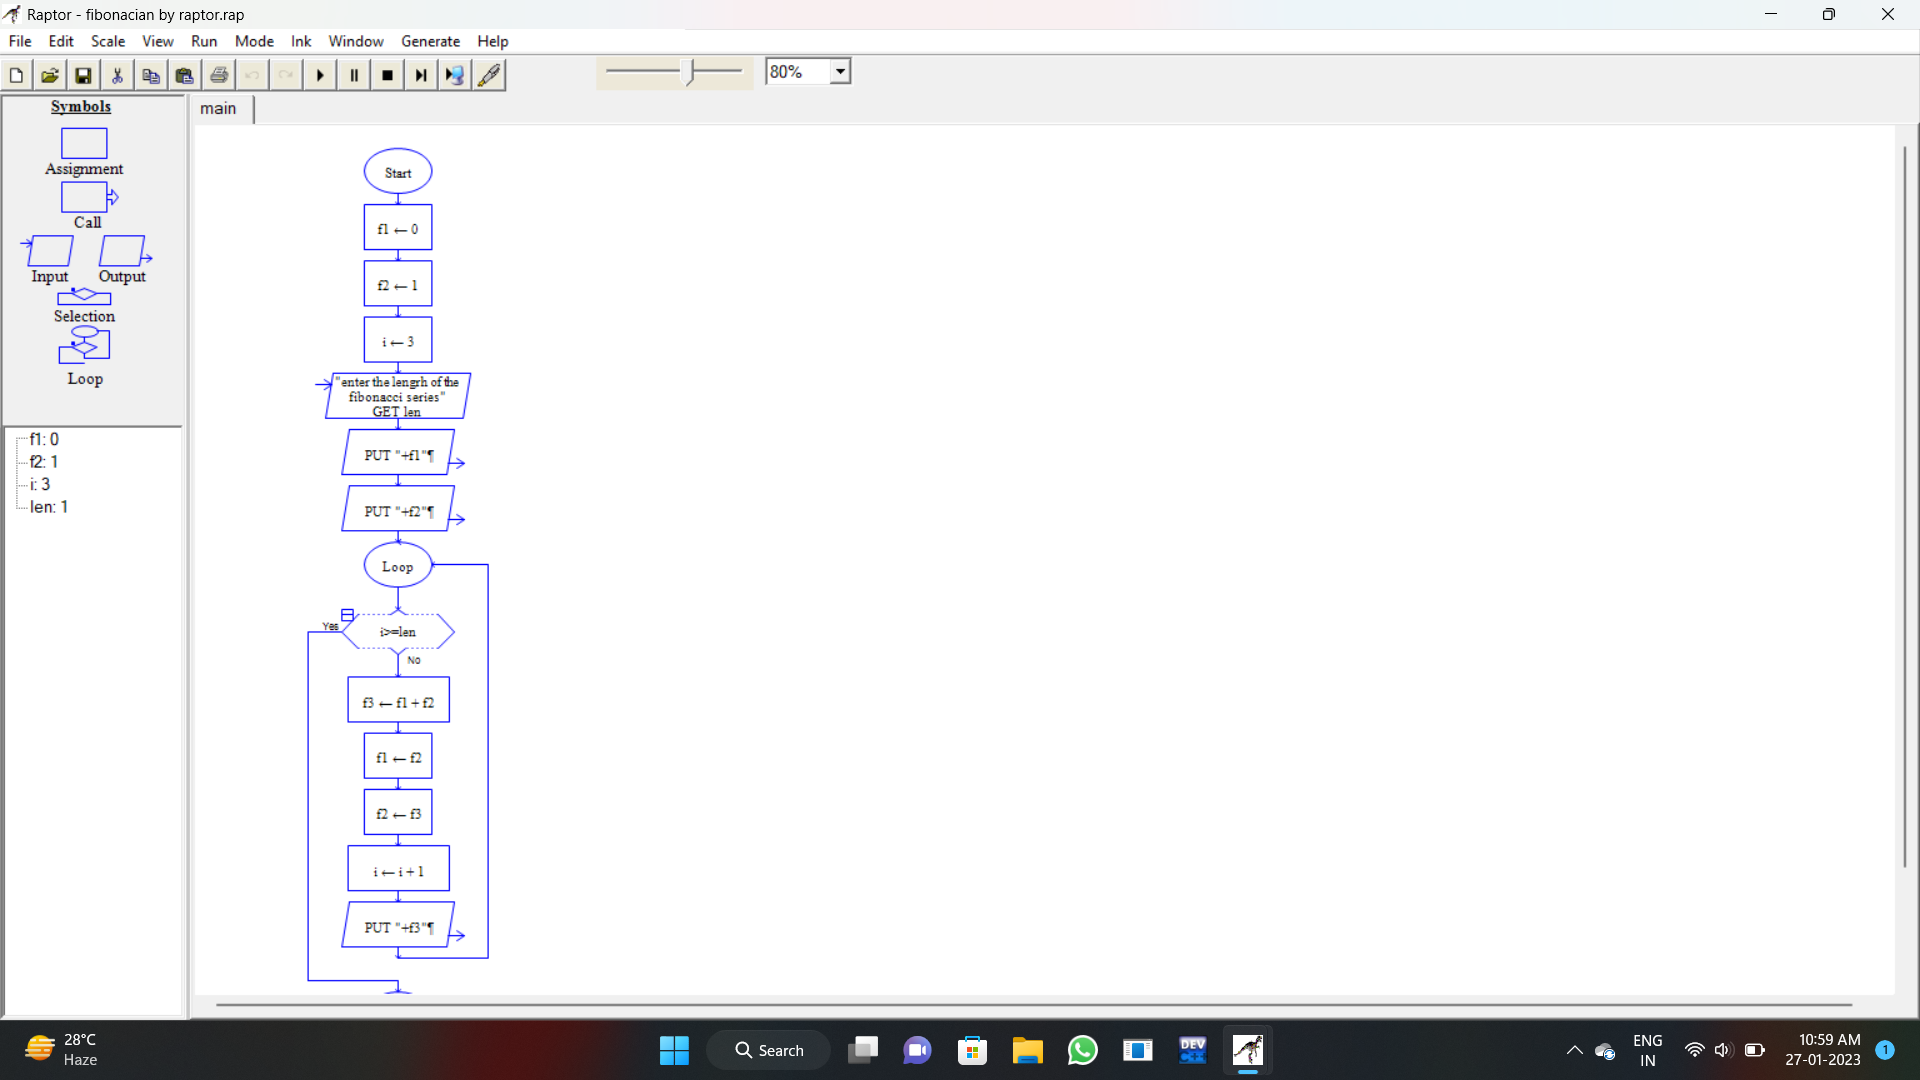 Raptor - fibonacian by raptor.rap
File Edit Scale View Run Mode Ink Window Generate Help
80%
Symbols
Assignment
Call
Input Output
Selection
Loop
f1: 0
f2: 1
i: 3
len: 1
main
Start
f1 ← 0
f2 ← 1
i ← 3
"enter the lengrh of the
fibonacci series"
GET len
PUT "+f1"¶
PUT "+f2"¶
Loop
Yes
i>=len
No
f3 ← f1 + f2
f1 ← f2
f2 ← f3
i ← i + 1
PUT "+f3"¶
28°C
Haze
Search
DEV
C++
ENG
IN
10:59 AM
27-01-2023
1